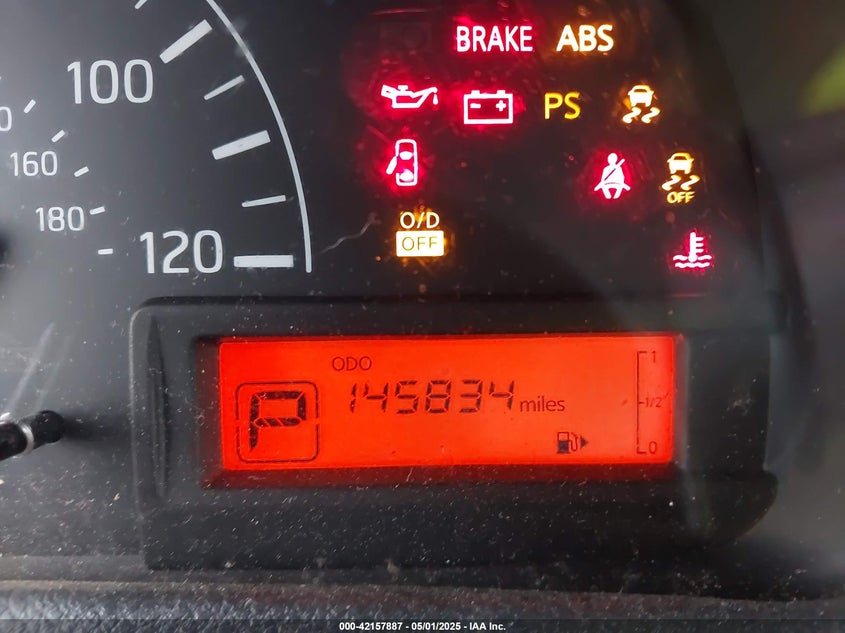 BRAKE ABS
100
PS
160
180
120
O/D
OFF
OFF
ODO
145834 miles
P
1
1/2
0
000-42157887 - 05/01/2025 - IAA Inc.